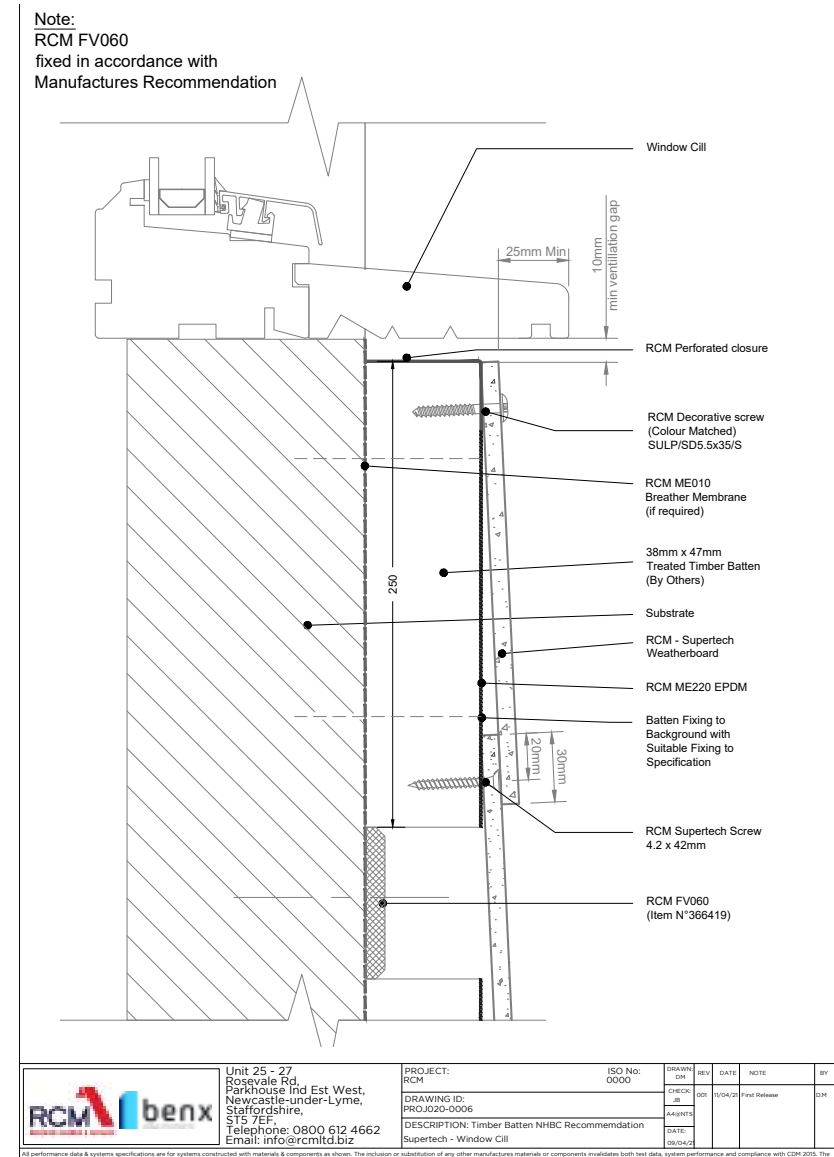 Note:
RCM FV060
fixed in accordance with
Manufactures Recommendation
Window Cill
25mm Min
10mm
min ventillation gap
RCM Perforated closure
RCM Decorative screw
(Colour Matched)
SULP/SD5.5x35/S
RCM ME010
Breather Membrane
(if required)
38mm x 47mm
Treated Timber Batten
(By Others)
250
Substrate
RCM - Supertech
Weatherboard
RCM ME220 EPDM
Batten Fixing to
Background with
Suitable Fixing to
Specification
20mm
30mm
RCM Supertech Screw
4.2 x 42mm
RCM FV060
(Item N°366419)
RCM benx
Unit 25 - 27
Rosevale Rd,
Parkhouse Ind Est West,
Newcastle-under-Lyme,
Staffordshire,
ST5 7EF,
Telephone: 0800 612 4662
Email: info@rcmltd.biz
PROJECT: ISO No:
RCM 0000
DRAWING ID:
PROJ020-0006
DESCRIPTION: Timber Batten NHBC Recommemdation
Supertech - Window Cill
DRAWN:
DM
CHECK:
JB
A4@NTS
DATE:
09/04/21
REV DATE NOTE BY
001 11/04/21 First Release D.M
All performance data & systems specifications are for systems constructed with materials & components as shown. The inclusion or substitution of any other manufactures materials or components invalidates both test data, system performance and compliance with CDM 2015. The